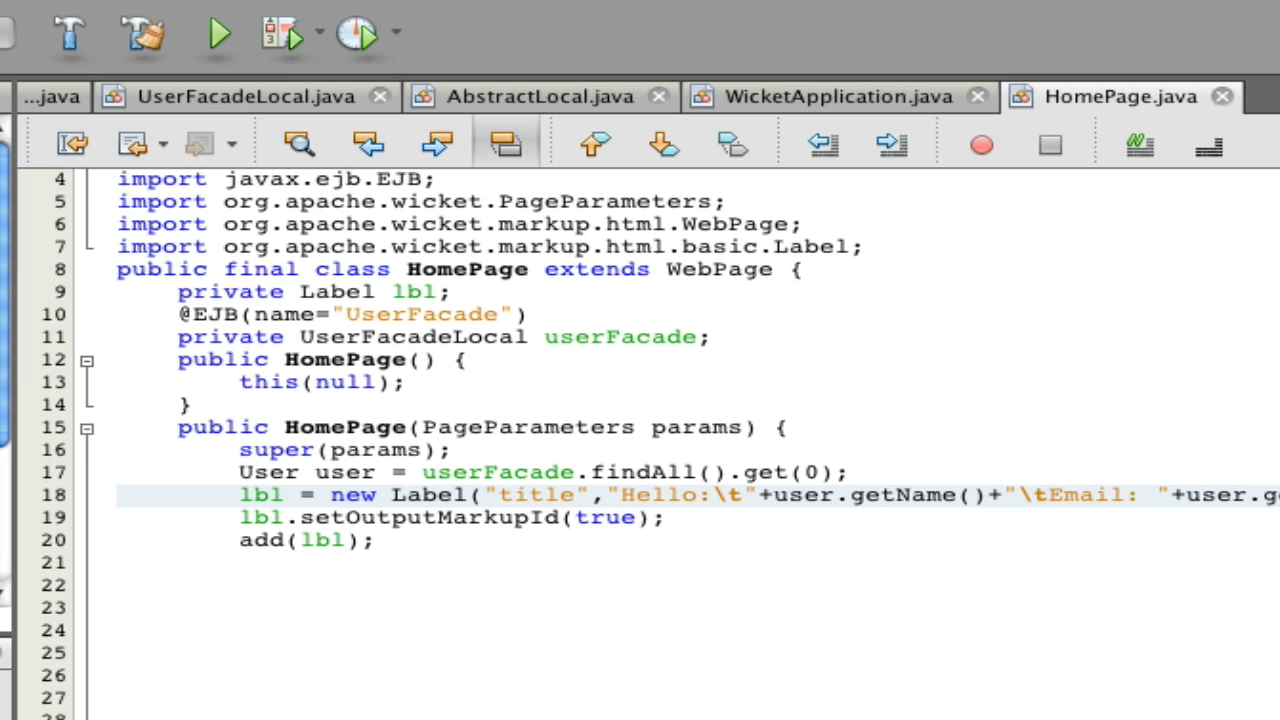 ...java UserFacadeLocal.java AbstractLocal.java WicketApplication.java HomePage.java
4 import javax.ejb.EJB;
5 import org.apache.wicket.PageParameters;
6 import org.apache.wicket.markup.html.WebPage;
7 import org.apache.wicket.markup.html.basic.Label;
8 public final class HomePage extends WebPage {
9 private Label lbl;
10 @EJB(name="UserFacade")
11 private UserFacadeLocal userFacade;
12 public HomePage() {
13 this(null);
14 }
15 public HomePage(PageParameters params) {
16 super(params);
17 User user = userFacade.findAll().get(0);
18 lbl = new Label("title","Hello:\t"+user.getName()+"\tEmail: "+user.g
19 lbl.setOutputMarkupId(true);
20 add(lbl);
21
22
23
24
25
26
27